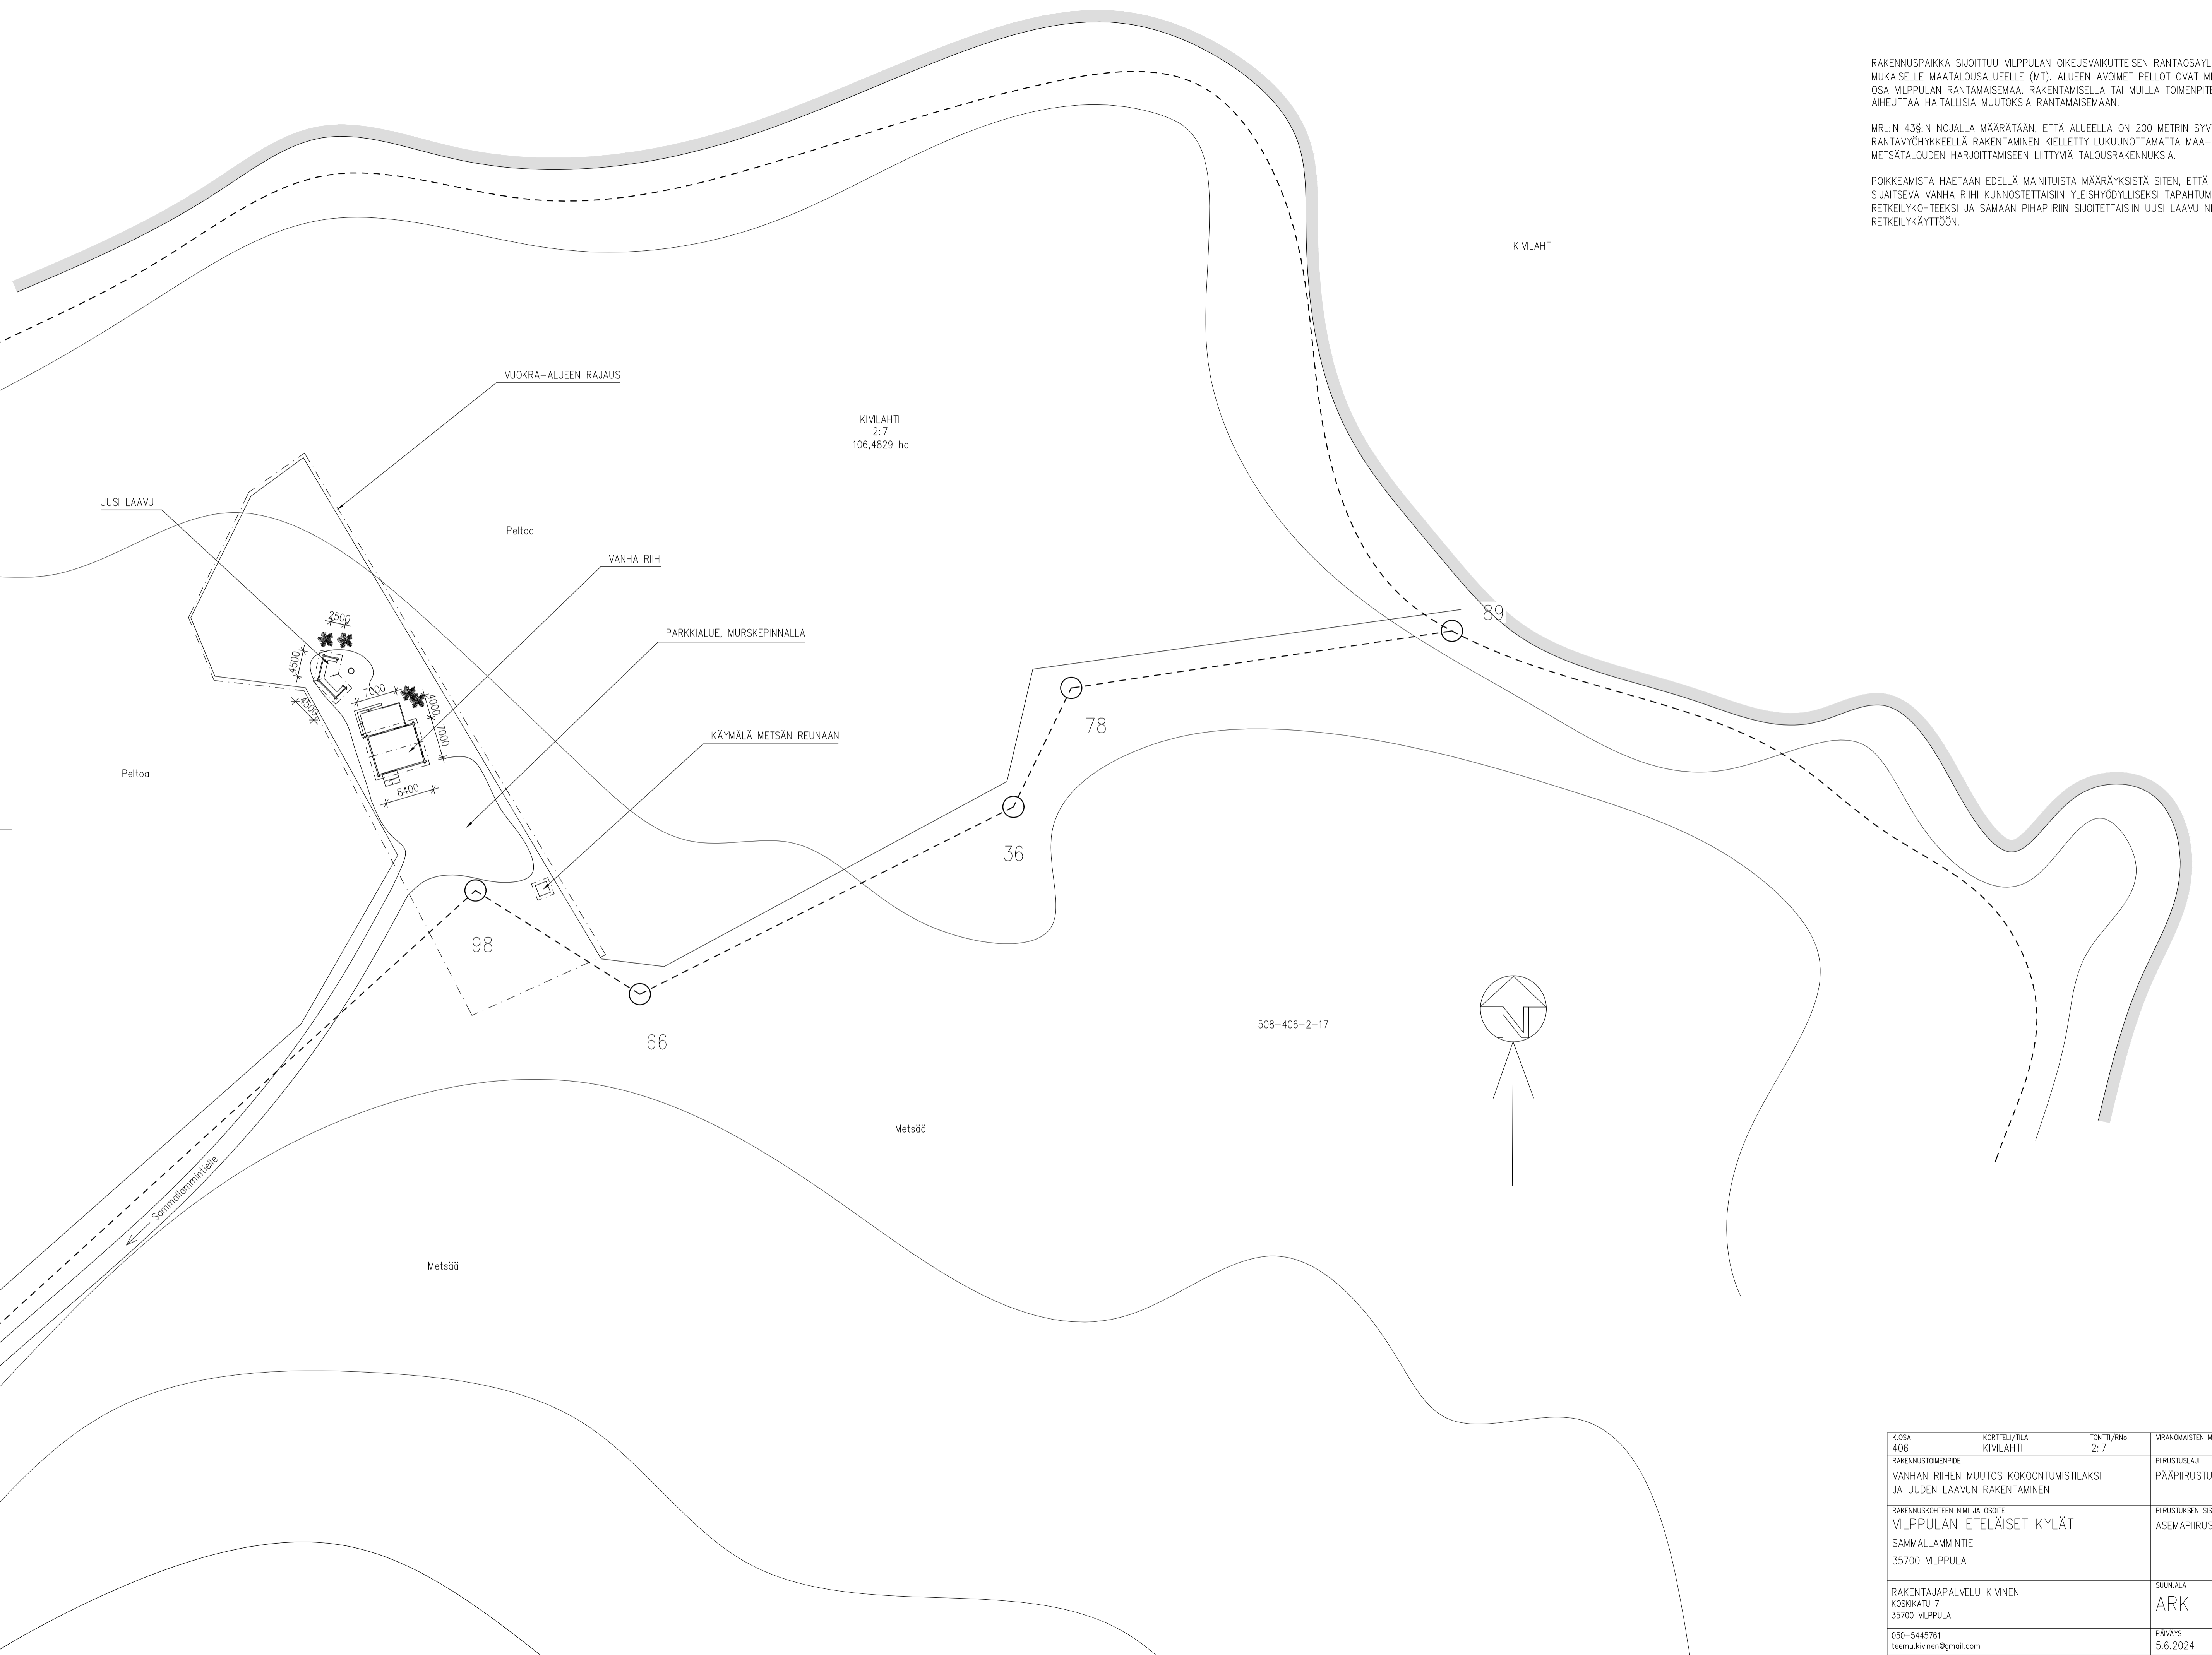 RAKENNUSPAIKKA SIJOITTUU VILPPULAN OIKEUSVAIKUTTEISEN
MUKAISELLE MAATALOUSALUEELLE (MT). ALUEEN AVOIMET PELLOT OVAT
OSA VILPPULAN RANTAMAISEMAA. RAKENTAMISELLA TAI MUILLA
AIHEUTTAA HAITALLISIA MUUTOKSIA RANTAMAISEMAAN.
MRL:N 43§:N NOJALLA MÄÄRÄTÄÄN, ETTÄ ALUEELLA ON 200 METRIN
RANTAVYÖHYKKEELLÄ RAKENTAMINEN KIELLETTY LUKUUNOTTAMATTA MAA-
METSÄTALOUDEN HARJOITTAMISEEN LIITTYVIÄ TALOUSRAKENNUKSIA.
POIKKEAMISTA HAETAAN EDELLÄ MAINITUISTA MÄÄRÄYKSISTÄ SITEN, ETTÄ
SIJAITSEVA VANHA RIIHI KUNNOSTETTAISIIN YLEISHYÖDYLLISEKSI
RETKEILYKOHTEEKSI JA SAMAAN PIHAPIIRIIN SIJOITETTAISIIN UUSI LAAVU
RETKEILYKÄYTTÖÖN.
KIVILAHTI
VUOKRA-ALUEEN RAJAUS
KIVILAHTI
2:7
106,4829 ha
UUSI LAAVU
Peltoa
VANHA RIIHI
2500
89
PARKKIALUE, MURSKEPINNALLA
4500
7000
4000
4500
7000
78
KÄYMÄLÄ METSÄN REUNAAN
Peltoa
8400
36
98
66
508-406-2-17
N
Metsää
Sammallammintielle
Metsää
K.OSA KORTTELI/TILA TONTTI/RNo VIRANOMAISTEN
406 KIVILAHTI 2:7
RAKENNUSTOIMENPIDE PIIRUSTUSLAJI
VANHAN RIIHEN MUUTOS KOKOONTUMISTILAKSI
JA UUDEN LAAVUN RAKENTAMINEN
RAKENNUSKOHTEEN NIMI JA OSOITE PIIRUSTUKSEN
VILPPULAN ETELÄISET KYLÄT
SAMMALLAMMINTIE
35700 VILPPULA
RAKENTAJAPALVELU KIVINEN SUUN.ALA
KOSKIKATU 7 ARK
35700 VILPPULA
050-5445761 PÄIVÄYS
teemu.kivinen@gmail.com 5.6.2024